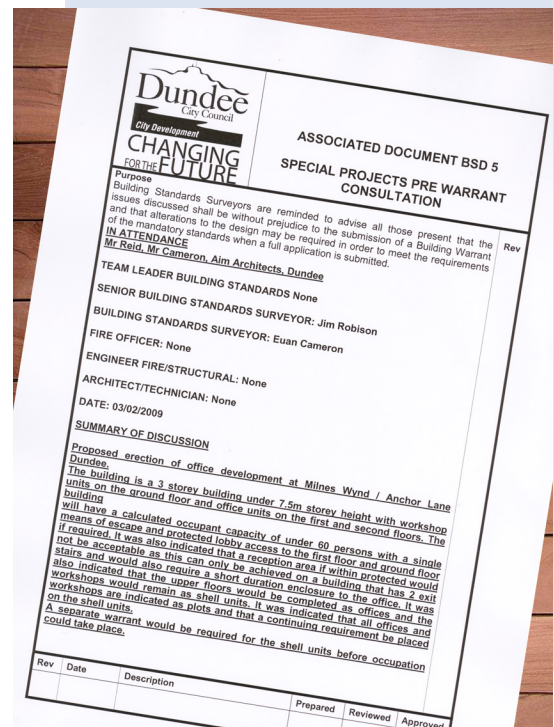 Dundee
City Council
City Development
CHANGING
FOR THE FUTURE
ASSOCIATED DOCUMENT BSD 5
SPECIAL PROJECTS PRE WARRANT
CONSULTATION
Purpose
Building Standards Surveyors are reminded to advise all those present that the
issues discussed shall be without prejudice to the submission of a Building Warrant
and that alterations to the design may be required in order to meet the requirements
of the mandatory standards when a full application is submitted.
Rev
IN ATTENDANCE
Mr Reid, Mr Cameron, Aim Architects, Dundee
TEAM LEADER BUILDING STANDARDS None
SENIOR BUILDING STANDARDS SURVEYOR: Jim Robison
BUILDING STANDARDS SURVEYOR: Euan Cameron
FIRE OFFICER: None
ENGINEER FIRE/STRUCTURAL: None
ARCHITECT/TECHNICIAN: None
DATE: 03/02/2009
SUMMARY OF DISCUSSION
Proposed erection of office development at Milnes Wynd / Anchor Lane
Dundee.
The building is a 3 storey building under 7.5m storey height with workshop
units on the ground floor and office units on the first and second floors. The
building
will have a calculated occupant capacity of under 60 persons with a single
means of escape and protected lobby access to the first floor and ground floor
if required. It was also indicated that a reception area if within protected would
not be acceptable as this can only be achieved on a building that has 2 exit
stairs and would also require a short duration enclosure to the office. It was
also indicated that the upper floors would be completed as offices and the
workshops would remain as shell units. It was indicated that all offices and
workshops are indicated as plots and that a continuing requirement be placed
on the shell units.
A separate warrant would be required for the shell units before occupation
could take place.
Rev Date Description Prepared Reviewed Approved